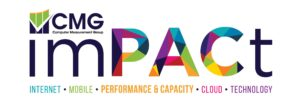 CMG
Computer Measurement Group
imPACt
INTERNET • MOBILE • PERFORMANCE & CAPACITY • CLOUD • TECHNOLOGY